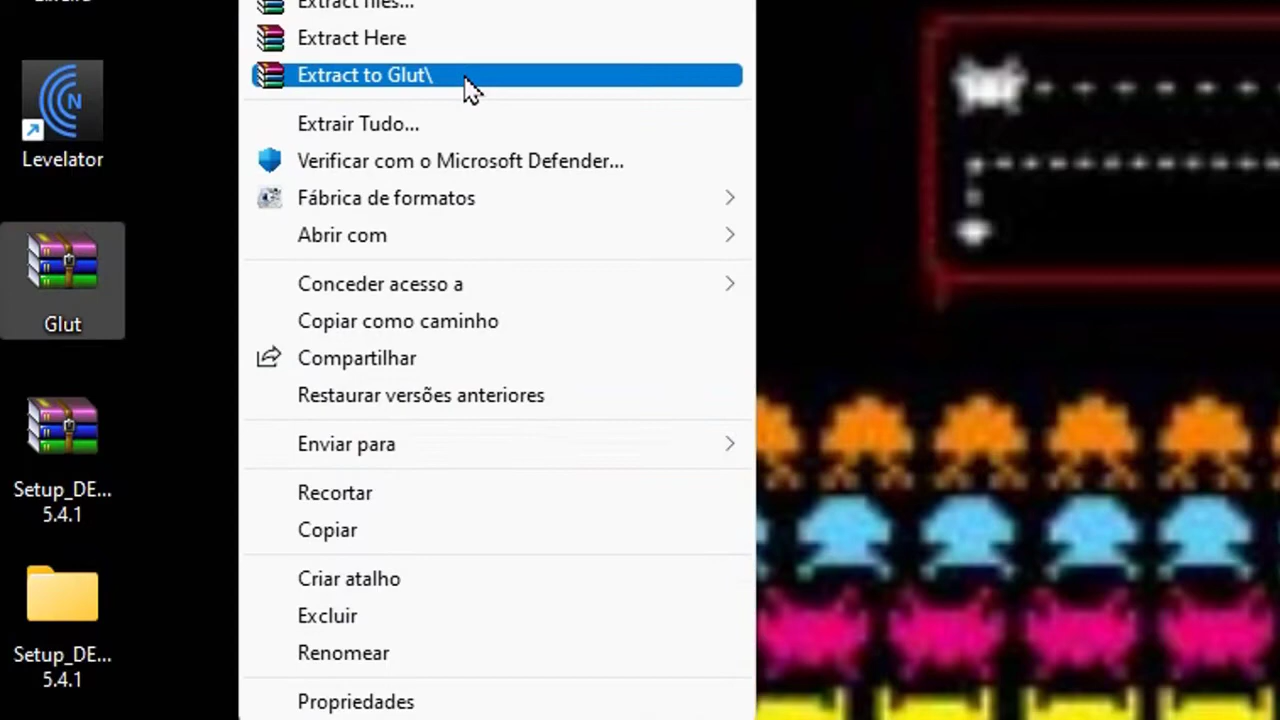 Extract files...
Extract Here
Extract to Glut\
Extrair Tudo...
Verificar com o Microsoft Defender...
Fábrica de formatos
Abrir com
Conceder acesso a
Copiar como caminho
Compartilhar
Restaurar versões anteriores
Enviar para
Recortar
Copiar
Criar atalho
Excluir
Renomear
Propriedades
N
Levelator
Glut
Setup_DE...
5.4.1
Setup_DE...
5.4.1